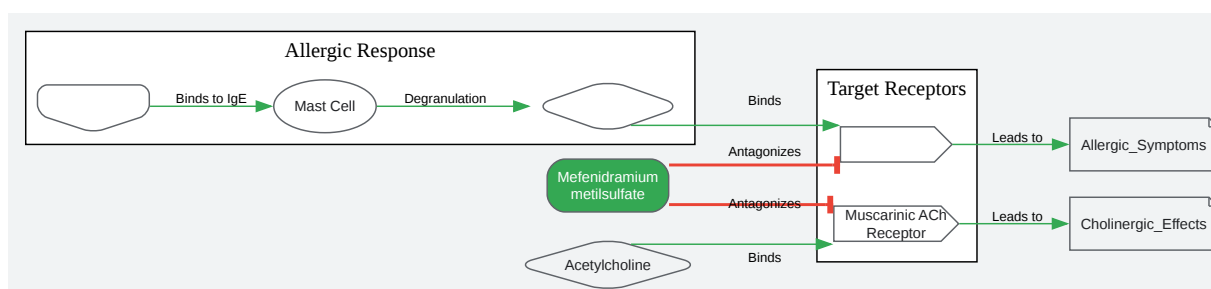 Allergic Response
Binds to IgE
Mast Cell
Degranulation
Binds
Target Receptors
Leads to
Allergic_Symptoms
Antagonizes
Mefenidramium
metilsulfate
Antagonizes
Muscarinic ACh
Receptor
Leads to
Cholinergic_Effects
Acetylcholine
Binds